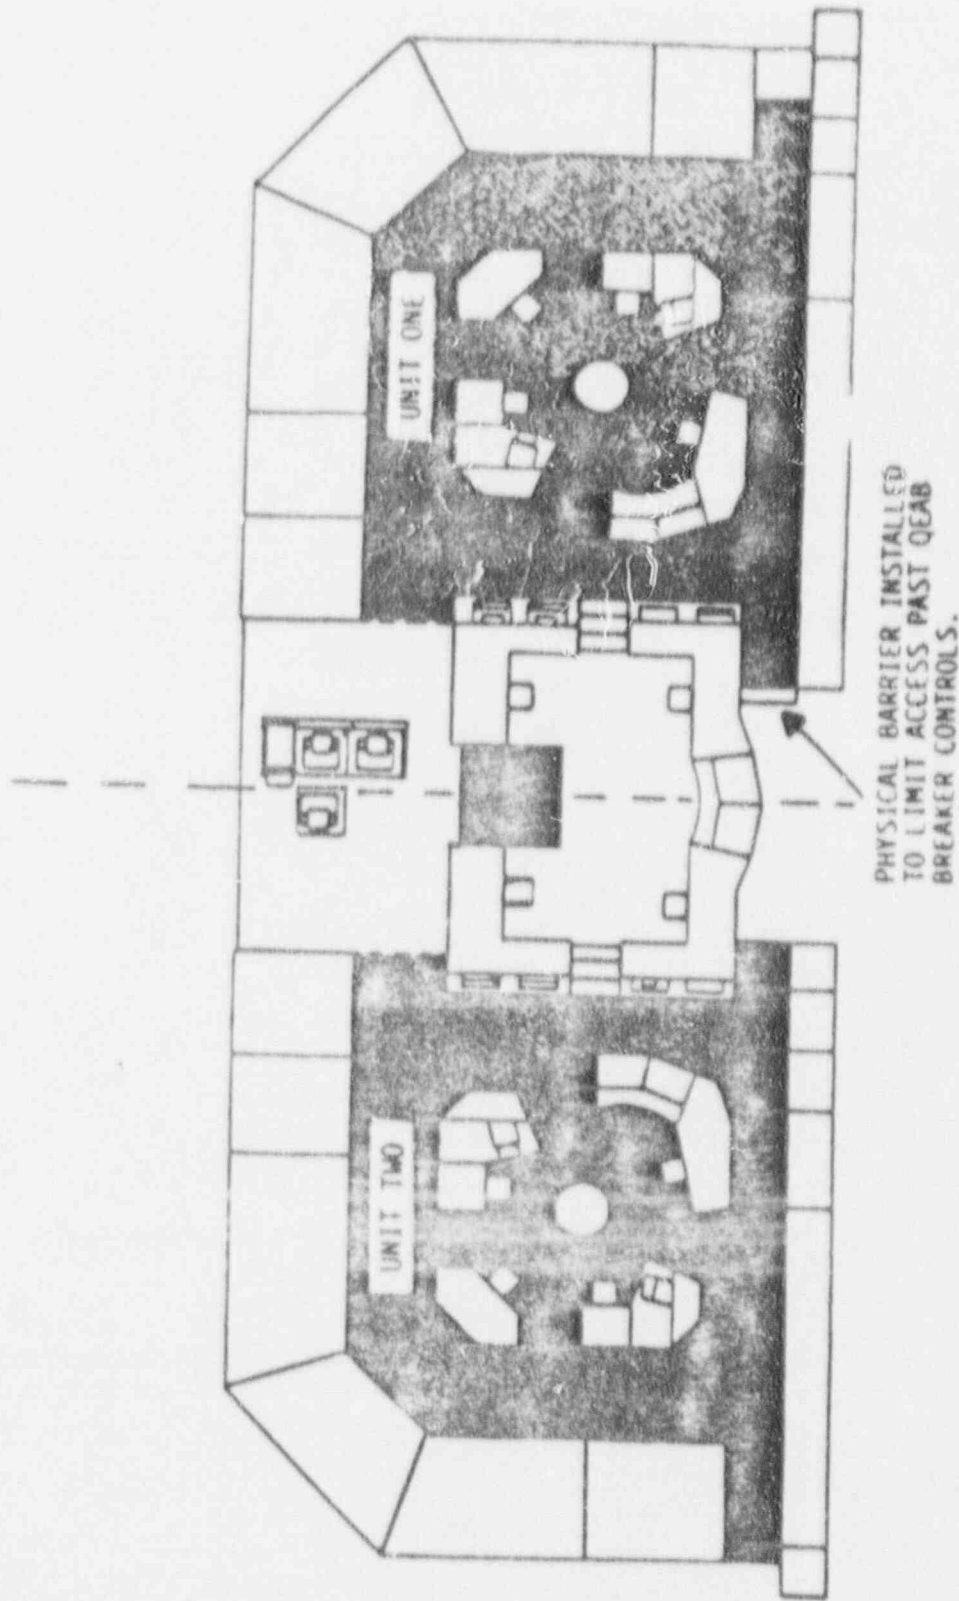 UNIT TWO
UNIT ONE
PHYSICAL BARRIER INSTALLED
TO LIMIT ACCESS PAST QEAB
BREAKER CONTROLS.